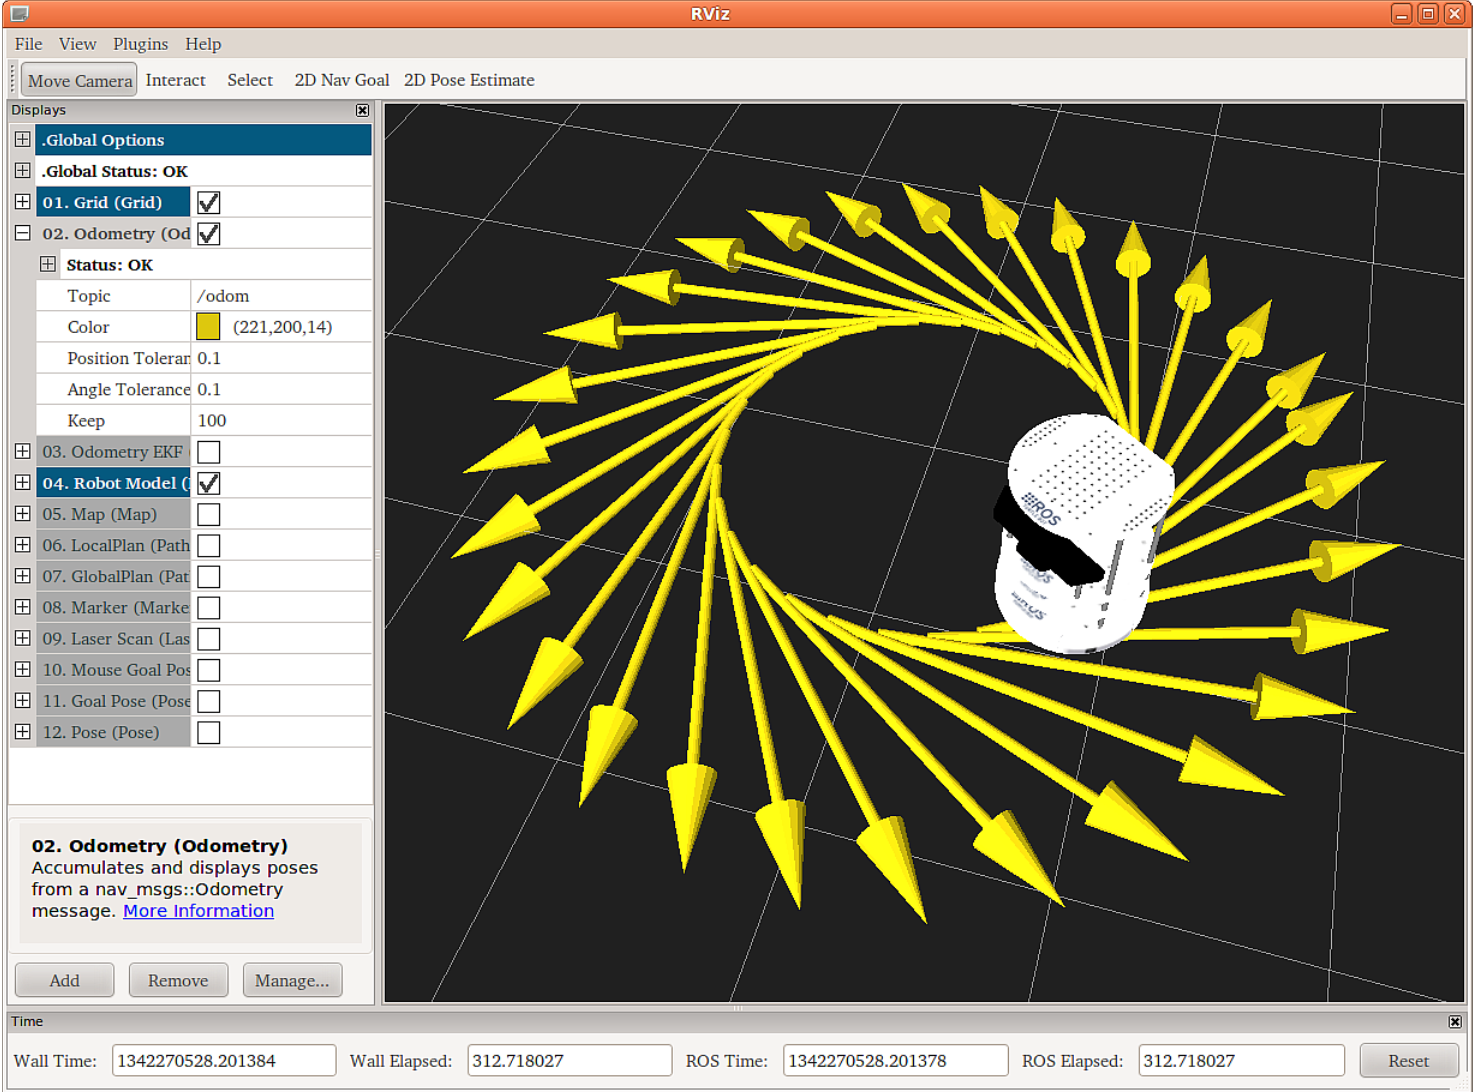 RViz
File View Plugins Help
Move Camera Interact Select 2D Nav Goal 2D Pose Estimate
Displays
.Global Options
.Global Status: OK
01. Grid (Grid)
02. Odometry (Od
Status: OK
Topic /odom
Color (221,200,14)
Position Toleran 0.1
Angle Tolerance 0.1
Keep 100
03. Odometry EKF (
04. Robot Model (
05. Map (Map)
06. LocalPlan (Path
07. GlobalPlan (Pat
08. Marker (Marke
09. Laser Scan (Las
10. Mouse Goal Pos
11. Goal Pose (Pose
12. Pose (Pose)
ROS
02. Odometry (Odometry)
Accumulates and displays poses
from a nav_msgs::Odometry
message. More Information
Add Remove Manage...
Time
Wall Time: 1342270528.201384 Wall Elapsed: 312.718027 ROS Time: 1342270528.201378 ROS Elapsed: 312.718027 Reset